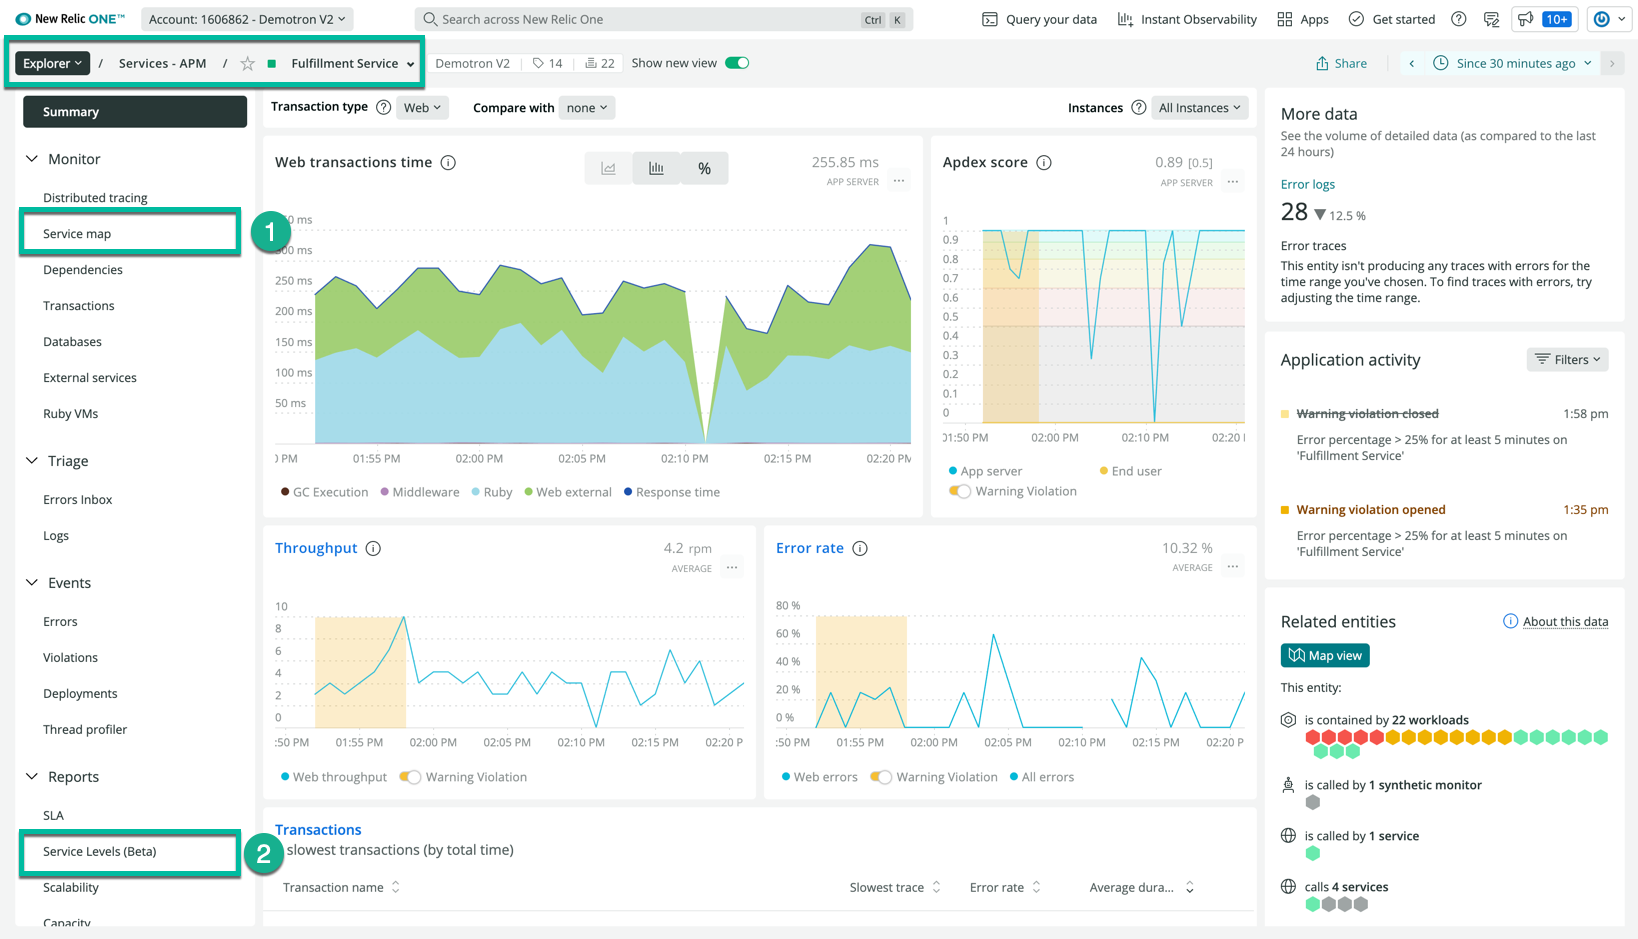 New Relic ONE™
Account: 1606862 - Demotron V2
Search across New Relic One
Ctrl K
Query your data
Instant Observability
Apps
Get started
10+
Explorer / Services - APM / Fulfillment Service
Demotron V2
14
22
Show new view
Share
Since 30 minutes ago
Summary
Monitor
Distributed tracing
Service map
1
Dependencies
Transactions
Databases
External services
Ruby VMs
Triage
Errors Inbox
Logs
Events
Errors
Violations
Deployments
Thread profiler
Reports
SLA
Service Levels (Beta)
2
Scalability
Capacity
Transaction type
Web
Compare with
none
Instances
All Instances
Web transactions time
%
255.85 ms
APP SERVER
0 ms
00 ms
250 ms
200 ms
150 ms
100 ms
50 ms
PM 01:55 PM 02:00 PM 02:05 PM 02:10 PM 02:15 PM 02:20 PM
GC Execution Middleware Ruby Web external Response time
Apdex score
0.89 [0.5]
APP SERVER
1
0.9
0.8
0.7
0.6
0.5
0.4
0.3
0.2
0.1
0
01:50 PM 02:00 PM 02:10 PM 02:20
App server End user
Warning Violation
Throughput
4.2 rpm
AVERAGE
10
8
6
4
2
0
:50 PM 01:55 PM 02:00 PM 02:05 PM 02:10 PM 02:15 PM 02:20 P
Web throughput Warning Violation
Error rate
10.32 %
AVERAGE
80 %
60 %
40 %
20 %
0 %
:50 PM 01:55 PM 02:00 PM 02:05 PM 02:10 PM 02:15 PM 02:20 P
Web errors Warning Violation All errors
Transactions
slowest transactions (by total time)
Transaction name Slowest trace Error rate Average dura...
More data
See the volume of detailed data (as compared to the last
24 hours)
Error logs
28 ▼ 12.5 %
Error traces
This entity isn't producing any traces with errors for the
time range you've chosen. To find traces with errors, try
adjusting the time range.
Application activity
Filters
Warning violation closed 1:58 pm
Error percentage > 25% for at least 5 minutes on
'Fulfillment Service'
Warning violation opened 1:35 pm
Error percentage > 25% for at least 5 minutes on
'Fulfillment Service'
Related entities
About this data
Map view
This entity:
is contained by 22 workloads
is called by 1 synthetic monitor
is called by 1 service
calls 4 services